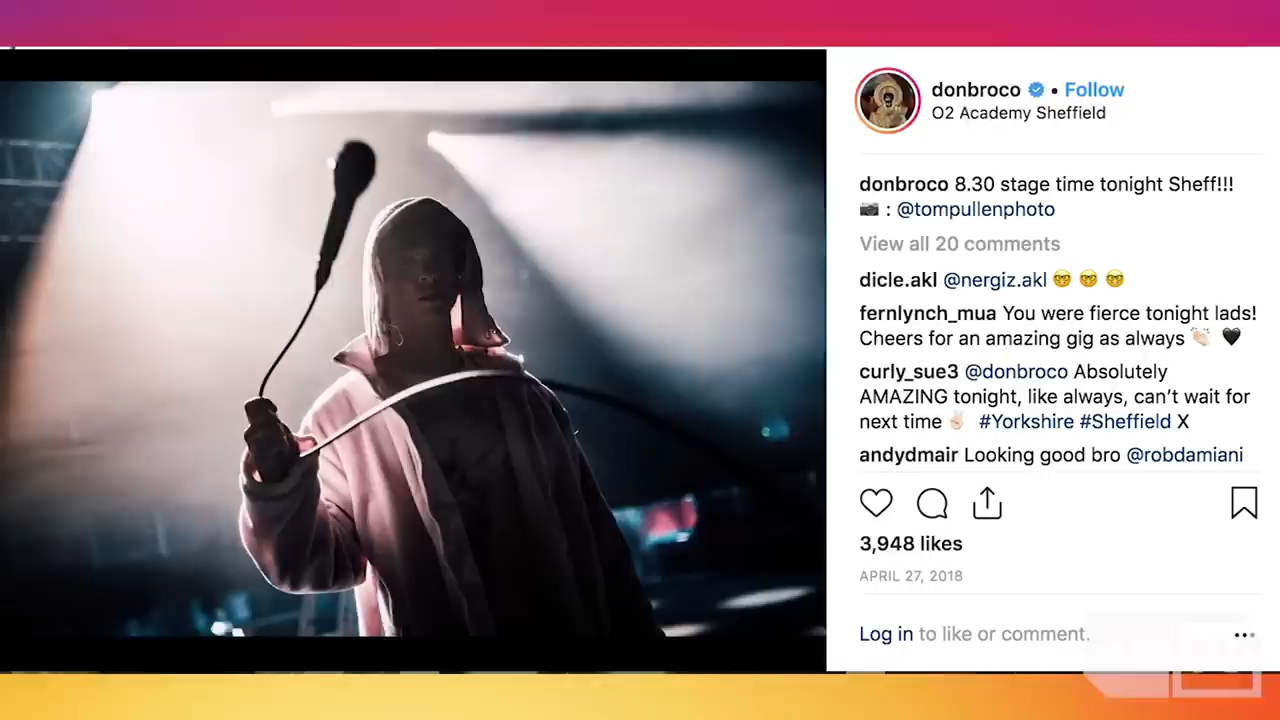 donbroco • Follow
O2 Academy Sheffield
donbroco 8.30 stage time tonight Sheff!!!
📷 : @tompullenphoto
View all 20 comments
dicle.akl @nergiz.akl 🤓 🤓 🤓
fernlynch_mua You were fierce tonight lads!
Cheers for an amazing gig as always 👏🏻 🖤
curly_sue3 @donbroco Absolutely
AMAZING tonight, like always, can’t wait for
next time ✌🏻 #Yorkshire #Sheffield X
andydmair Looking good bro @robdamiani
3,948 likes
APRIL 27, 2018
Log in to like or comment.